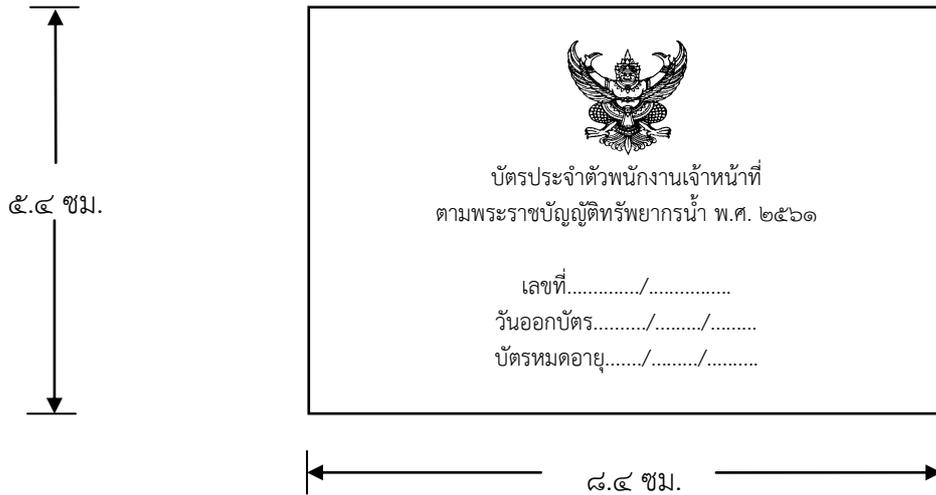 บัตรประจำตัวพนักงานเจ้าหน้าที่
ตามพระราชบัญญัติทรัพยากรน้ำ พ.ศ. ๒๕๖๑
๕.๔ ซม.
เลขที่............../................
วันออกบัตร........../........./.........
บัตรหมดอายุ......./........./..........
๘.๔ ซม.